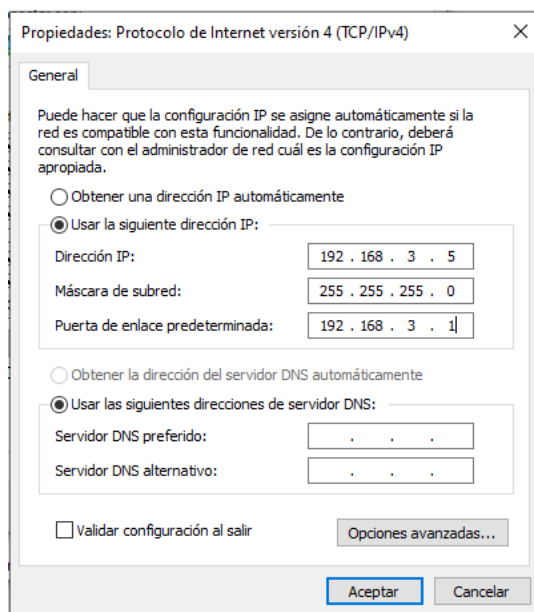 Propiedades: Protocolo de Internet versión 4 (TCP/IPv4)
General
Puede hacer que la configuración IP se asigne automáticamente si la
red es compatible con esta funcionalidad. De lo contrario, deberá
consultar con el administrador de red cuál es la configuración IP
apropiada.
Obtener una dirección IP automáticamente
Usar la siguiente dirección IP:
Dirección IP: 192 . 168 . 3 . 5
Máscara de subred: 255 . 255 . 255 . 0
Puerta de enlace predeterminada: 192 . 168 . 3 . 1
Obtener la dirección del servidor DNS automáticamente
Usar las siguientes direcciones de servidor DNS:
Servidor DNS preferido: . . .
Servidor DNS alternativo: . . .
Validar configuración al salir Opciones avanzadas...
Aceptar Cancelar